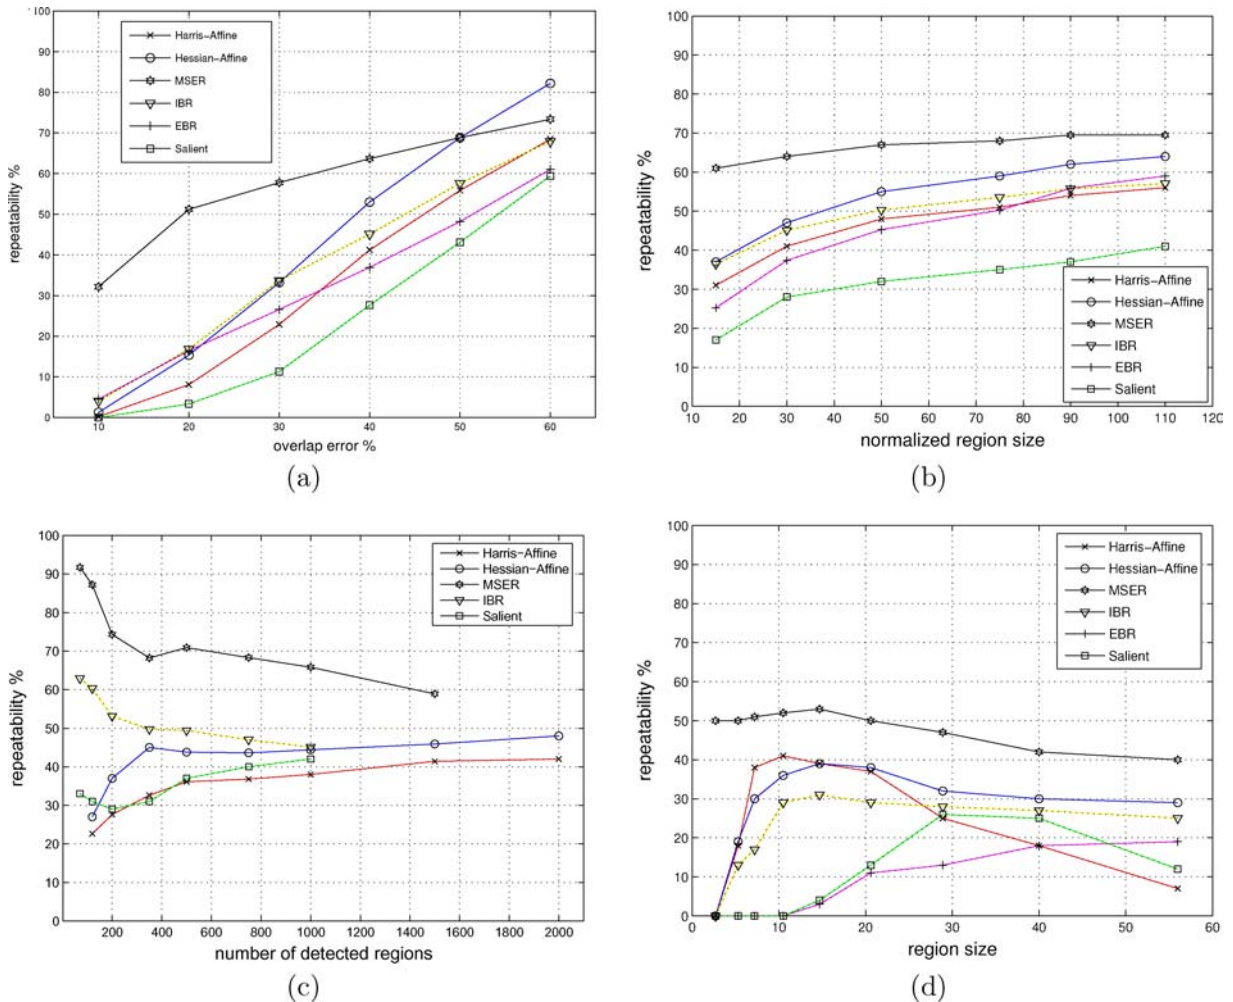 100
90
80
70
60
50
40
30
20
10
0
repeatability %
Harris-Affine
Hessian-Affine
MSER
IBR
EBR
Salient
10 20 30 40 50 60
overlap error %
(a)
100
90
80
70
60
50
40
30
20
10
0
repeatability %
Harris-Affine
Hessian-Affine
MSER
IBR
EBR
Salient
10 20 30 40 50 60 70 80 90 100 110 120
normalized region size
(b)
100
90
80
70
60
50
40
30
20
10
0
repeatability %
Harris-Affine
Hessian-Affine
MSER
IBR
Salient
200 400 600 800 1000 1200 1400 1600 1800 2000
number of detected regions
(c)
100
90
80
70
60
50
40
30
20
10
0
repeatability %
Harris-Affine
Hessian-Affine
MSER
IBR
EBR
Salient
0 10 20 30 40 50 60
region size
(d)